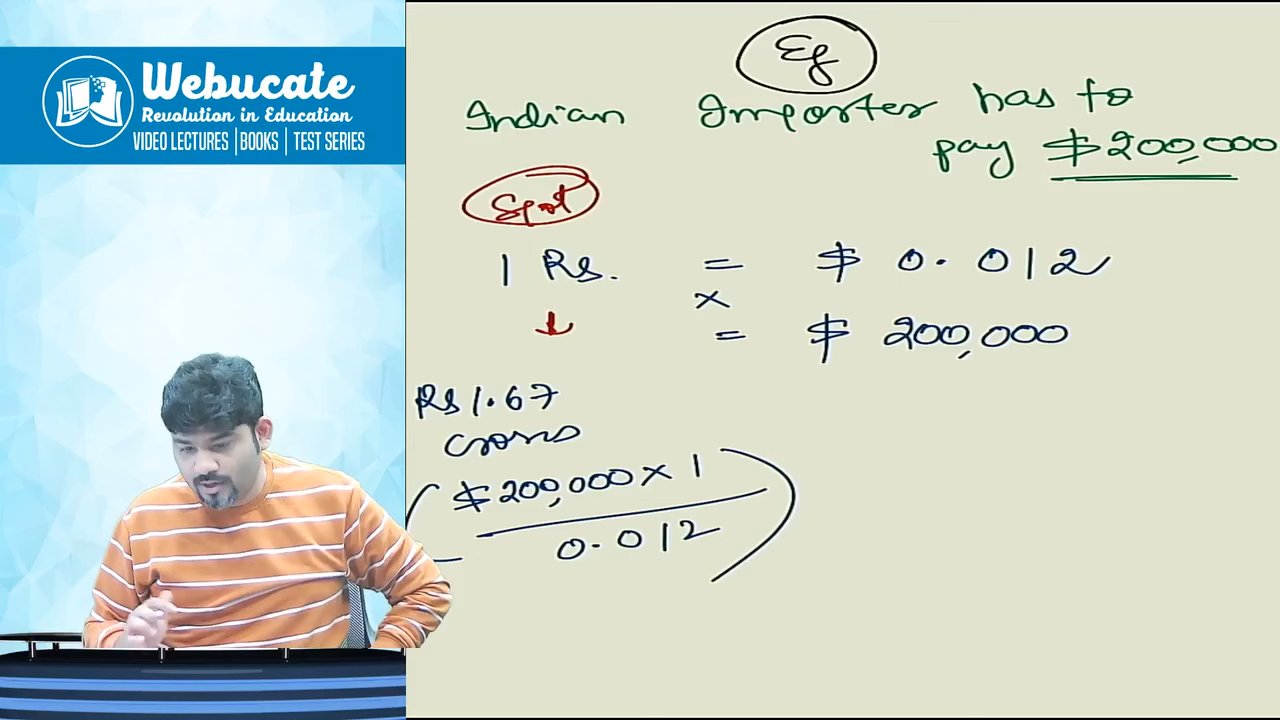 Webucate
Revolution in Education
VIDEO LECTURES | BOOKS | TEST SERIES
Eg
Indian Importer has to
pay $200,000
Spot
1 Rs. = $ 0.012
×
↓ = $ 200,000
Rs 1.67
crores
($200,000 × 1
0.012)